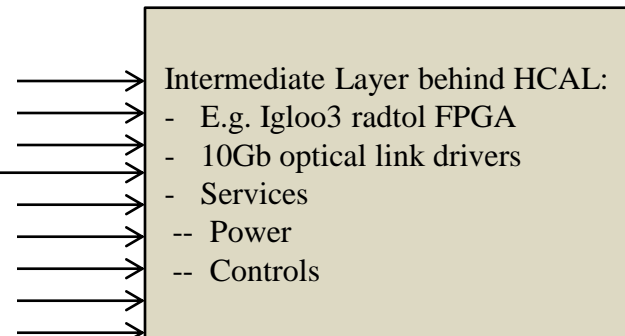 Intermediate Layer behind HCAL:
- E.g. Igloo3 radtol FPGA
- 10Gb optical link drivers
- Services
-- Power
-- Controls